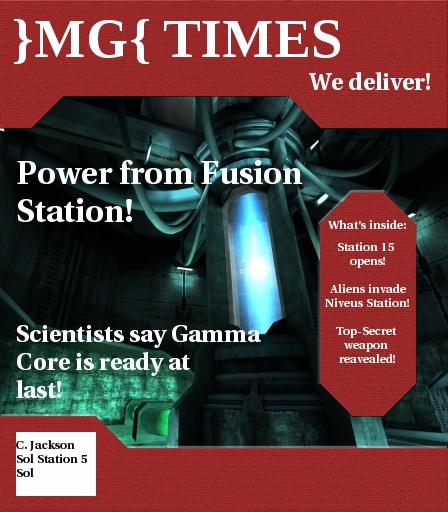 }MG{ TIMES
We deliver!
Power from Fusion
Station!
What's inside:
Station 15
opens!
Aliens invade
Niveus Station!
Top-Secret
weapon
reavealed!
Scientists say Gamma
Core is ready at
last!
C. Jackson
Sol Station 5
Sol